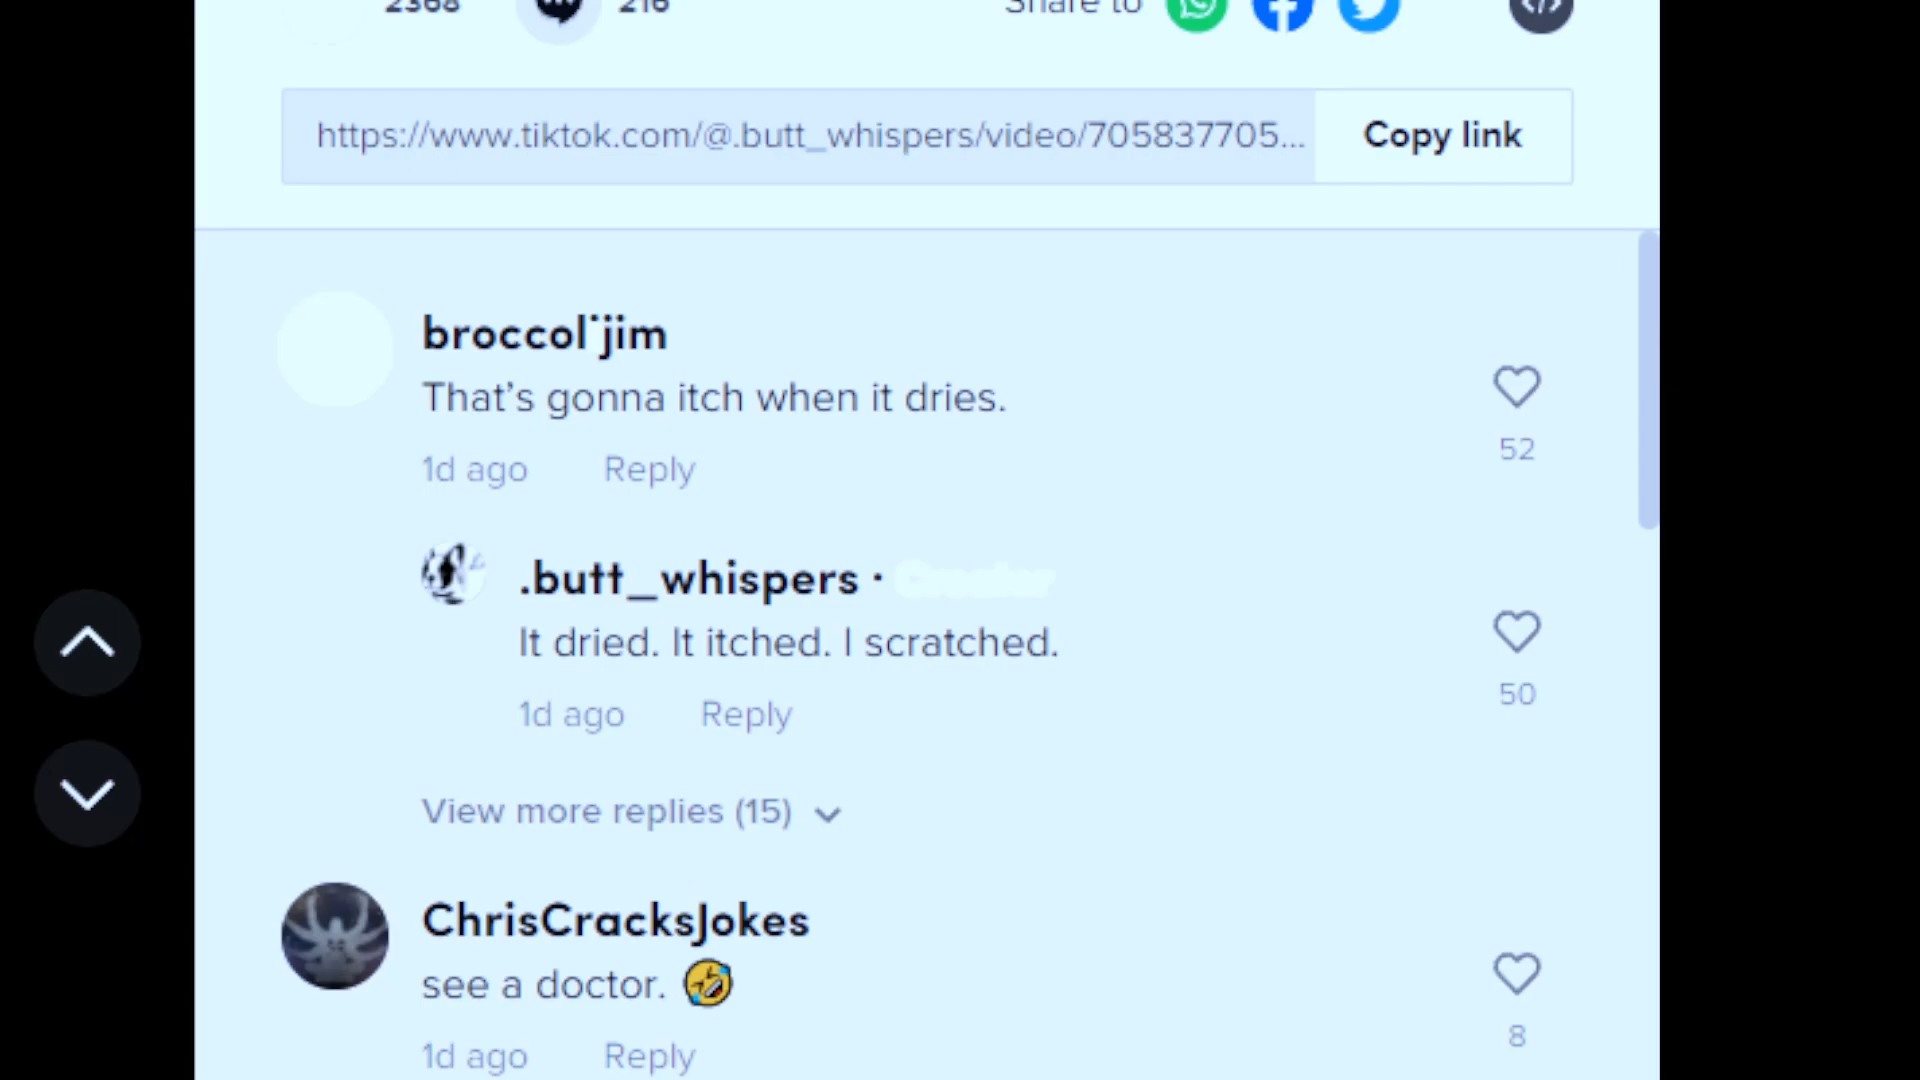 2368 216 Share to
https://www.tiktok.com/@.butt_whispers/video/705837705... Copy link
broccol˙jim
That’s gonna itch when it dries.
52
1d ago Reply
.butt_whispers · Creator
It dried. It itched. I scratched.
50
1d ago Reply
View more replies (15)
ChrisCracksJokes
see a doctor. 🤣
8
1d ago Reply